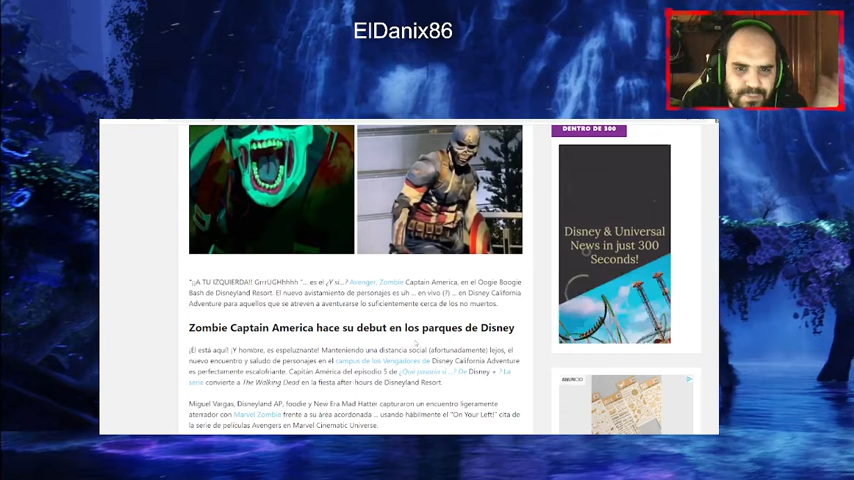 ElDanix86
DENTRO DE 300
Disney & Universal
News in just 300
Seconds!
"¡¡A TU IZQUIERDA!! GrrrUGHhhhh "... es el ¿Y si...? Avenger, Zombie Captain America, en el Oogie Boogie
Bash de Disneyland Resort. El nuevo avistamiento de personajes es uh ... en vivo (?) ... en Disney California
Adventure para aquellos que se atreven a aventurarse lo suficientemente cerca de los no muertos.
Zombie Captain America hace su debut en los parques de Disney
¡Él está aquí! ¡Y hombre, es espeluznante! Manteniendo una distancia social (afortunadamente) lejos, el
nuevo encuentro y saludo de personajes en el campus de los Vengadores de Disney California Adventure
es perfectamente escalofriante. Capitán América del episodio 5 de ¿Qué pasaría si ...? De Disney + ? La
serie convierte a The Walking Dead en la fiesta after-hours de Disneyland Resort.
Miguel Vargas, Disneyland AP, foodie y New Era Mad Hatter capturaron un encuentro ligeramente
aterrador con Marvel Zombie frente a su área acordonada ... usando hábilmente el "On Your Left!" cita de
la serie de películas Avengers en Marvel Cinematic Universe.
ANUNCIO